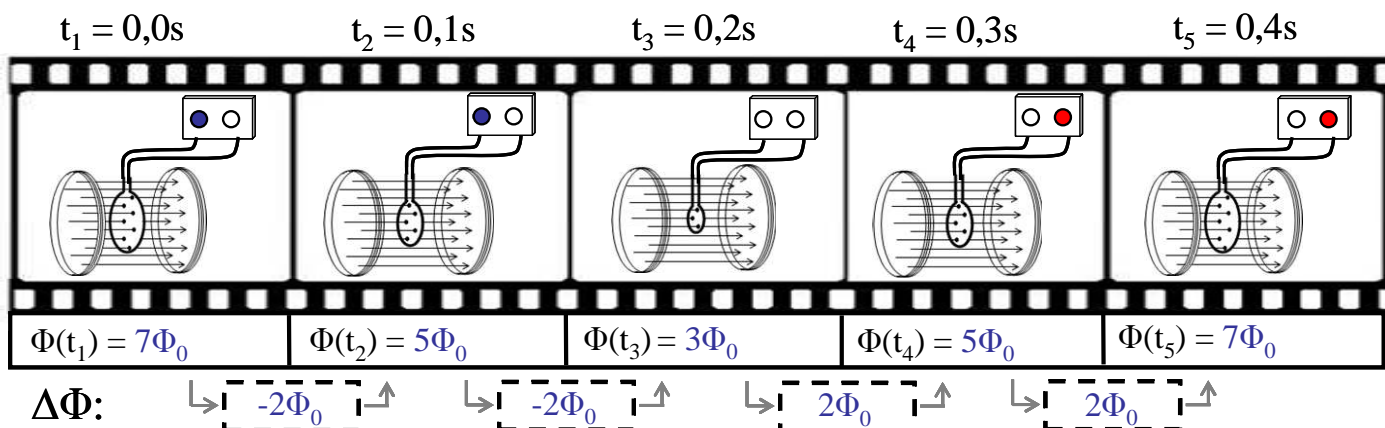 t₁ = 0,0s t₂ = 0,1s t₃ = 0,2s t₄ = 0,3s t₅ = 0,4s
Φ(t₁) = 7Φ₀ Φ(t₂) = 5Φ₀ Φ(t₃) = 3Φ₀ Φ(t₄) = 5Φ₀ Φ(t₅) = 7Φ₀
ΔΦ: -2Φ₀ -2Φ₀ 2Φ₀ 2Φ₀